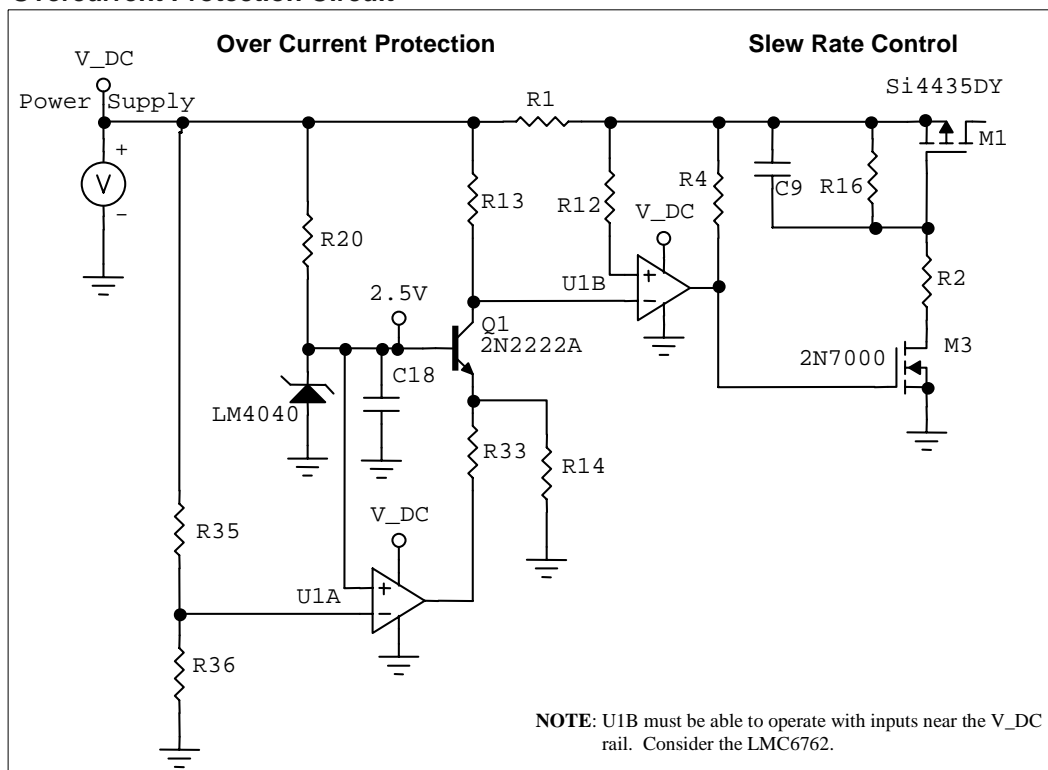 Over Current Protection
Slew Rate Control
V_DC
Power Supply
Si4435DY
R1
M1
+
V
-
R13
R12
V_DC
R4
C9
R16
R20
U1B
+
-
R2
2.5V
Q1
2N2222A
C18
M3
2N7000
LM4040
R33
R14
R35
V_DC
U1A
+
-
R36
NOTE: U1B must be able to operate with inputs near the V_DC
rail. Consider the LMC6762.